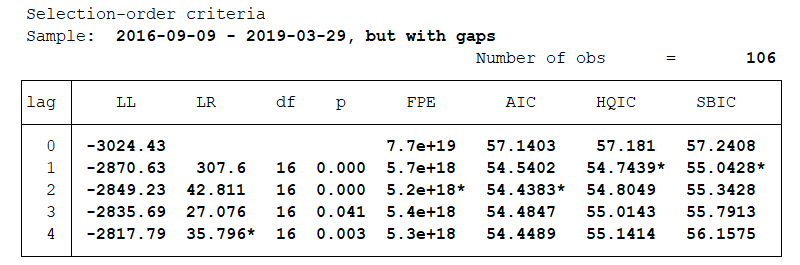 Selection-order criteria
Sample: 2016-09-09 - 2019-03-29, but with gaps
Number of obs = 106
lag LL LR df p FPE AIC HQIC SBIC
0 -3024.43 7.7e+19 57.1403 57.181 57.2408
1 -2870.63 307.6 16 0.000 5.7e+18 54.5402 54.7439* 55.0428*
2 -2849.23 42.811 16 0.000 5.2e+18* 54.4383* 54.8049 55.3428
3 -2835.69 27.076 16 0.041 5.4e+18 54.4847 55.0143 55.7913
4 -2817.79 35.796* 16 0.003 5.3e+18 54.4489 55.1414 56.1575